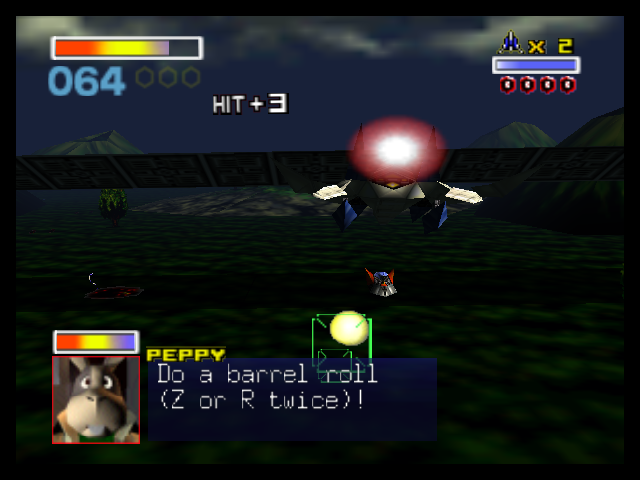 x 2
064
HIT + 3
PEPPY
Do a barrel roll
(Z or R twice)!